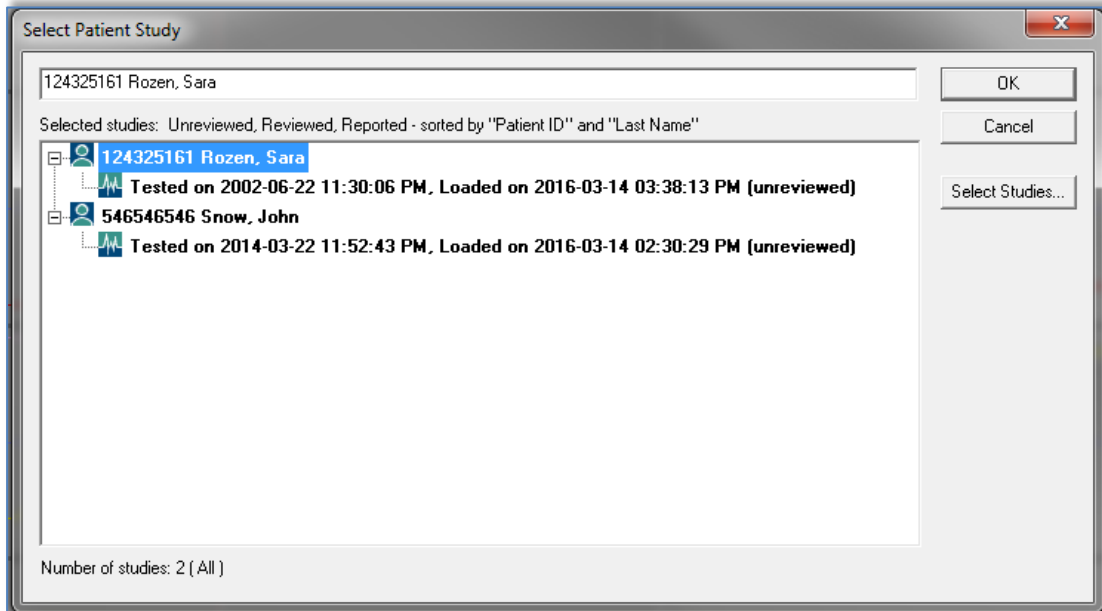 Select Patient Study
124325161 Rozen, Sara
OK
Selected studies: Unreviewed, Reviewed, Reported - sorted by "Patient ID" and "Last Name"
Cancel
124325161 Rozen, Sara
Tested on 2002-06-22 11:30:06 PM, Loaded on 2016-03-14 03:38:13 PM (unreviewed)
Select Studies...
546546546 Snow, John
Tested on 2014-03-22 11:52:43 PM, Loaded on 2016-03-14 02:30:29 PM (unreviewed)
Number of studies: 2 ( All )